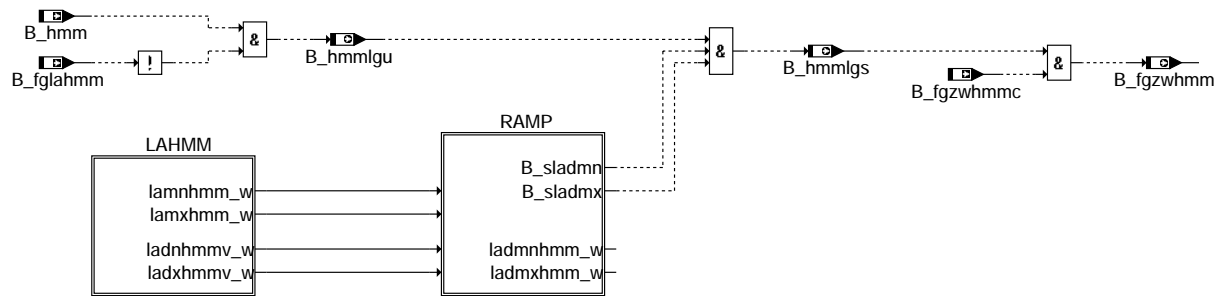 B_hmm
B_fglahmm
!
&
B_hmmlgu
&
B_hmmlgs
B_fgzwhmmc
&
B_fgzwhmm
LAHMM
lamnhmm_w
lamxhmm_w
ladnhmmv_w
ladxhmmv_w
RAMP
B_sladmn
B_sladmx
ladmnhmm_w
ladmxhmm_w